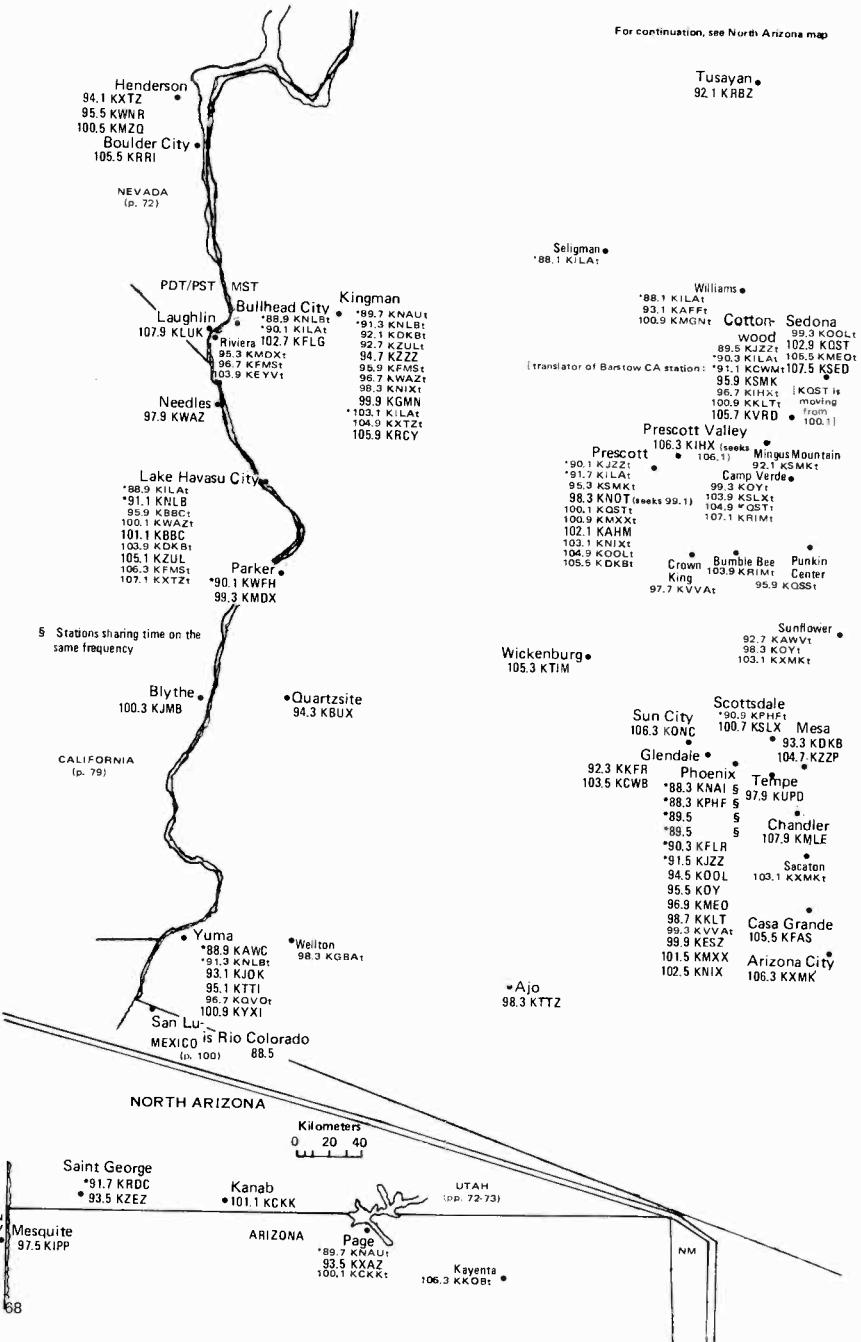 For continuation, see North Arizona map
Henderson
94.1 KXTZ
95.5 KWNR
100.5 KMZQ
Boulder City
105.5 KRRI
NEVADA
(p. 72)
Tusayan
92.1 KRBZ
Seligman
*88.1 KILAt
Williams
*88.1 KILAt
93.1 KAFFt
100.9 KMGNt
PDT/PST MST
Laughlin
107.9 KLUK
Bullhead City
*88.9 KNLBt
*90.1 KILAt
102.7 KFLG
Riviera
95.3 KMDXt
96.7 KFMSt
103.9 KEYVt
Kingman
*89.7 KNAUt
*91.3 KNLBt
92.1 KDKBt
92.7 KZULt
94.7 KZZZ
95.9 KFMSt
96.7 KWAZt
98.3 KNIXt
99.9 KGMN
*103.1 KILAt
104.9 KXTZt
105.9 KRCY
Needles
97.9 KWAZ
Cotton-
wood
89.5 KJZZt
*90.3 KILAt
[translator of Barstow CA station: *91.1 KCWMt
95.9 KSMK
96.7 KIHXt
100.9 KKLTt
105.7 KVRD
Sedona
99.3 KOOLt
102.9 KQST
105.5 KMEOt
107.5 KSED
[KQST is
moving
from
100.1]
Prescott Valley
106.3 KIHX (seeks
106.1)
Mingus Mountain
92.1 KSMKt
Prescott
*90.1 KJZZt
*91.7 KILAt
95.3 KSMKt
98.3 KNOT (seeks 99.1)
100.1 KQSTt
100.9 KMXXt
102.1 KAHM
103.1 KNIXt
104.9 KOOLt
105.5 KDKBt
Camp Verde
99.3 KOYt
103.9 KSLXt
104.9 KQSTt
107.1 KRIMt
Lake Havasu City
*88.9 KILAt
*91.1 KNLB
95.9 KBBCt
100.1 KWAZt
101.1 KBBC
103.9 KDKBt
105.1 KZUL
106.3 KFMSt
107.1 KXTZt
Parker
*90.1 KWFH
99.3 KMDX
Crown
King
97.7 KVVAt
Bumble Bee
103.9 KRIMt
Punkin
Center
95.9 KQSSt
§ Stations sharing time on the
same frequency
Wickenburg
105.3 KTIM
Sunflower
92.7 KAWVt
98.3 KOYt
103.1 KXMKt
Blythe
100.3 KJMB
Quartzsite
94.3 KBUX
CALIFORNIA
(p. 79)
Sun City
106.3 KONC
Scottsdale
*90.9 KPHFt
100.7 KSLX
Mesa
93.3 KDKB
104.7 KZZP
Glendale
92.3 KKFR
103.5 KCWB
Phoenix
*88.3 KNAI §
*88.3 KPHF §
*89.5 §
*89.5 §
*90.3 KFLR
*91.5 KJZZ
94.5 KOOL
95.5 KOY
96.9 KMEO
98.7 KKLT
99.3 KVVAt
99.9 KESZ
101.5 KMXX
102.5 KNIX
Tempe
97.9 KUPD
Chandler
107.9 KMLE
Sacaton
103.1 KXMKt
Casa Grande
105.5 KFAS
Arizona City
106.3 KXMK
Yuma
*88.9 KAWC
*91.3 KNLBt
93.1 KJOK
95.1 KTTI
96.7 KQVOt
100.9 KYXI
Wellton
98.3 KGBAt
Ajo
98.3 KTTZ
San Lu-
is Rio Colorado
88.5
MEXICO
(p. 100)
NORTH ARIZONA
Kilometers
0 20 40
Saint George
*91.7 KRDC
93.5 KZEZ
Kanab
101.1 KCKK
UTAH
(pp. 72-73)
Mesquite
97.5 KIPP
ARIZONA
Page
*89.7 KNAUt
93.5 KXAZ
100.1 KCKKt
Kayenta
106.3 KKOBt
NM
68